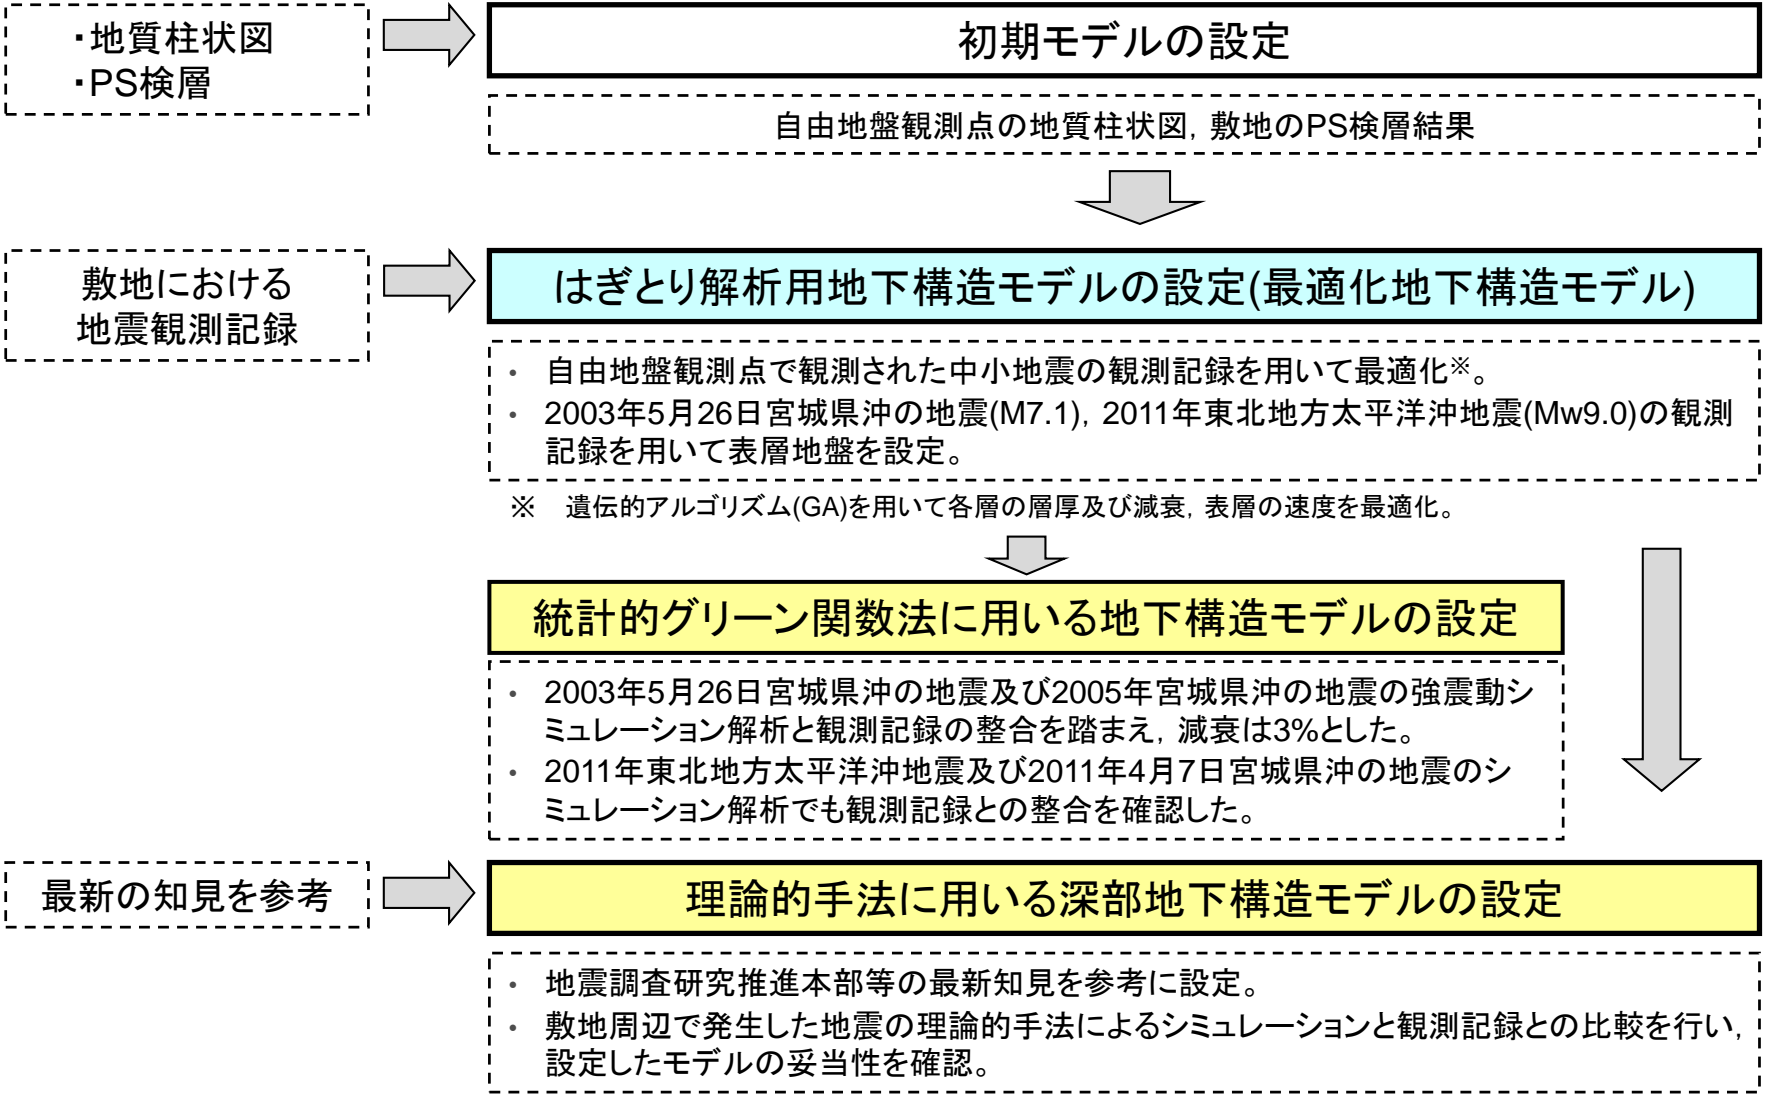 ・地質柱状図
・PS検層
初期モデルの設定
自由地盤観測点の地質柱状図, 敷地のPS検層結果
敷地における
地震観測記録
はぎとり解析用地下構造モデルの設定(最適化地下構造モデル)
・ 自由地盤観測点で観測された中小地震の観測記録を用いて最適化※。
・ 2003年5月26日宮城県沖の地震(M7.1), 2011年東北地方太平洋沖地震(Mw9.0)の観測
記録を用いて表層地盤を設定。
※ 遺伝的アルゴリズム(GA)を用いて各層の層厚及び減衰, 表層の速度を最適化。
統計的グリーン関数法に用いる地下構造モデルの設定
・ 2003年5月26日宮城県沖の地震及び2005年宮城県沖の地震の強震動シ
ミュレーション解析と観測記録の整合を踏まえ, 減衰は3%とした。
・ 2011年東北地方太平洋沖地震及び2011年4月7日宮城県沖の地震のシ
ミュレーション解析でも観測記録との整合を確認した。
最新の知見を参考
理論的手法に用いる深部地下構造モデルの設定
・ 地震調査研究推進本部等の最新知見を参考に設定。
・ 敷地周辺で発生した地震の理論的手法によるシミュレーションと観測記録との比較を行い,
設定したモデルの妥当性を確認。